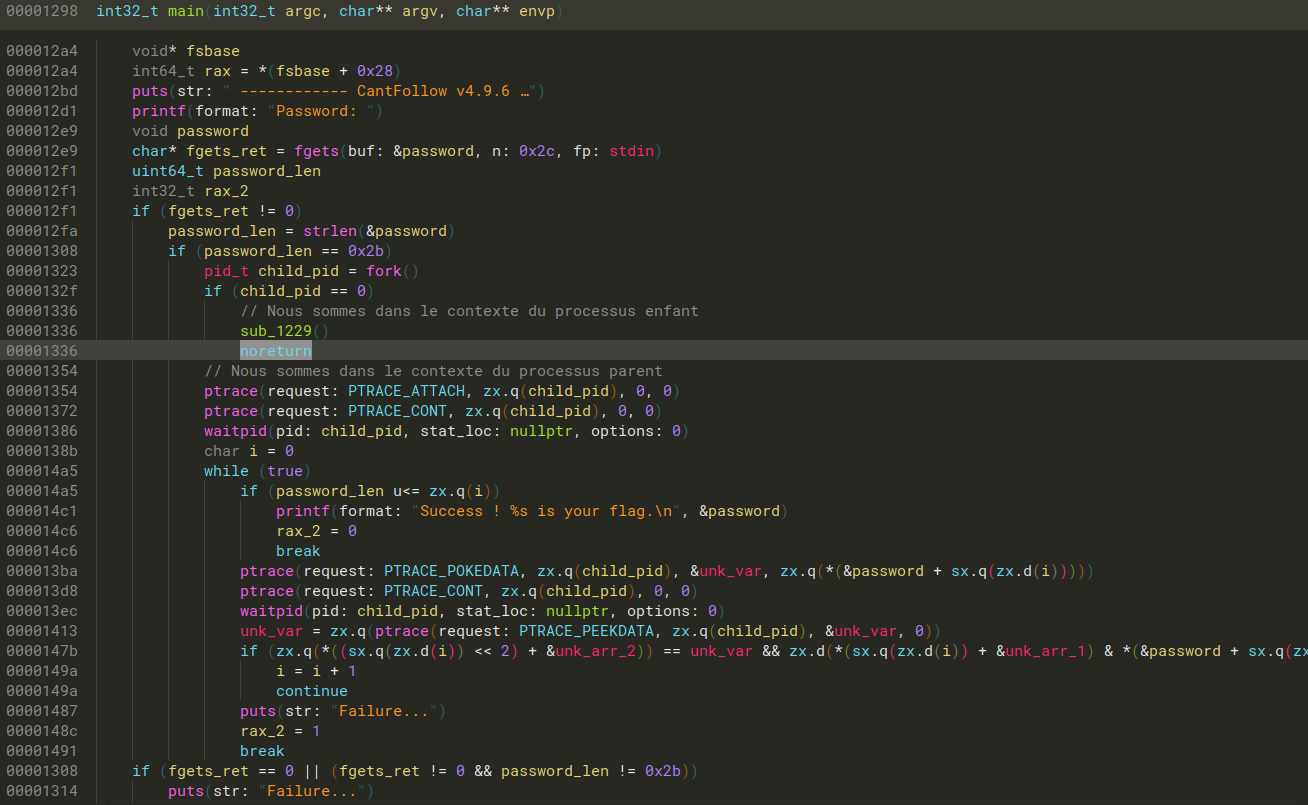 00001298 int32_t main(int32_t argc, char** argv, char** envp)
000012a4 void* fsbase
000012a4 int64_t rax = *(fsbase + 0x28)
000012bd puts(str: " ------------ CantFollow v4.9.6 …")
000012d1 printf(format: "Password: ")
000012e9 void password
000012e9 char* fgets_ret = fgets(buf: &password, n: 0x2c, fp: stdin)
000012f1 uint64_t password_len
000012f1 int32_t rax_2
000012f1 if (fgets_ret != 0)
000012fa password_len = strlen(&password)
00001308 if (password_len == 0x2b)
00001323 pid_t child_pid = fork()
0000132f if (child_pid == 0)
00001336 // Nous sommes dans le contexte du processus enfant
00001336 sub_1229()
00001336 noreturn
00001354 // Nous sommes dans le contexte du processus parent
00001354 ptrace(request: PTRACE_ATTACH, zx.q(child_pid), 0, 0)
00001372 ptrace(request: PTRACE_CONT, zx.q(child_pid), 0, 0)
00001386 waitpid(pid: child_pid, stat_loc: nullptr, options: 0)
0000138b char i = 0
000014a5 while (true)
000014a5 if (password_len u<= zx.q(i))
000014c1 printf(format: "Success ! %s is your flag.\n", &password)
000014c6 rax_2 = 0
000014c6 break
000013ba ptrace(request: PTRACE_POKEDATA, zx.q(child_pid), &unk_var, zx.q(*(&password + sx.q(zx.d(i)))))
000013d8 ptrace(request: PTRACE_CONT, zx.q(child_pid), 0, 0)
000013ec waitpid(pid: child_pid, stat_loc: nullptr, options: 0)
00001413 unk_var = zx.q(ptrace(request: PTRACE_PEEKDATA, zx.q(child_pid), &unk_var, 0))
0000147b if (zx.q(*((sx.q(zx.d(i)) << 2) + &unk_arr_2)) == unk_var && zx.d(*(sx.q(zx.d(i)) + &unk_arr_1) & *(&password + sx.q(zx
0000149a i = i + 1
0000149a continue
00001487 puts(str: "Failure...")
0000148c rax_2 = 1
00001491 break
00001308 if (fgets_ret == 0 || (fgets_ret != 0 && password_len != 0x2b))
00001314 puts(str: "Failure...")